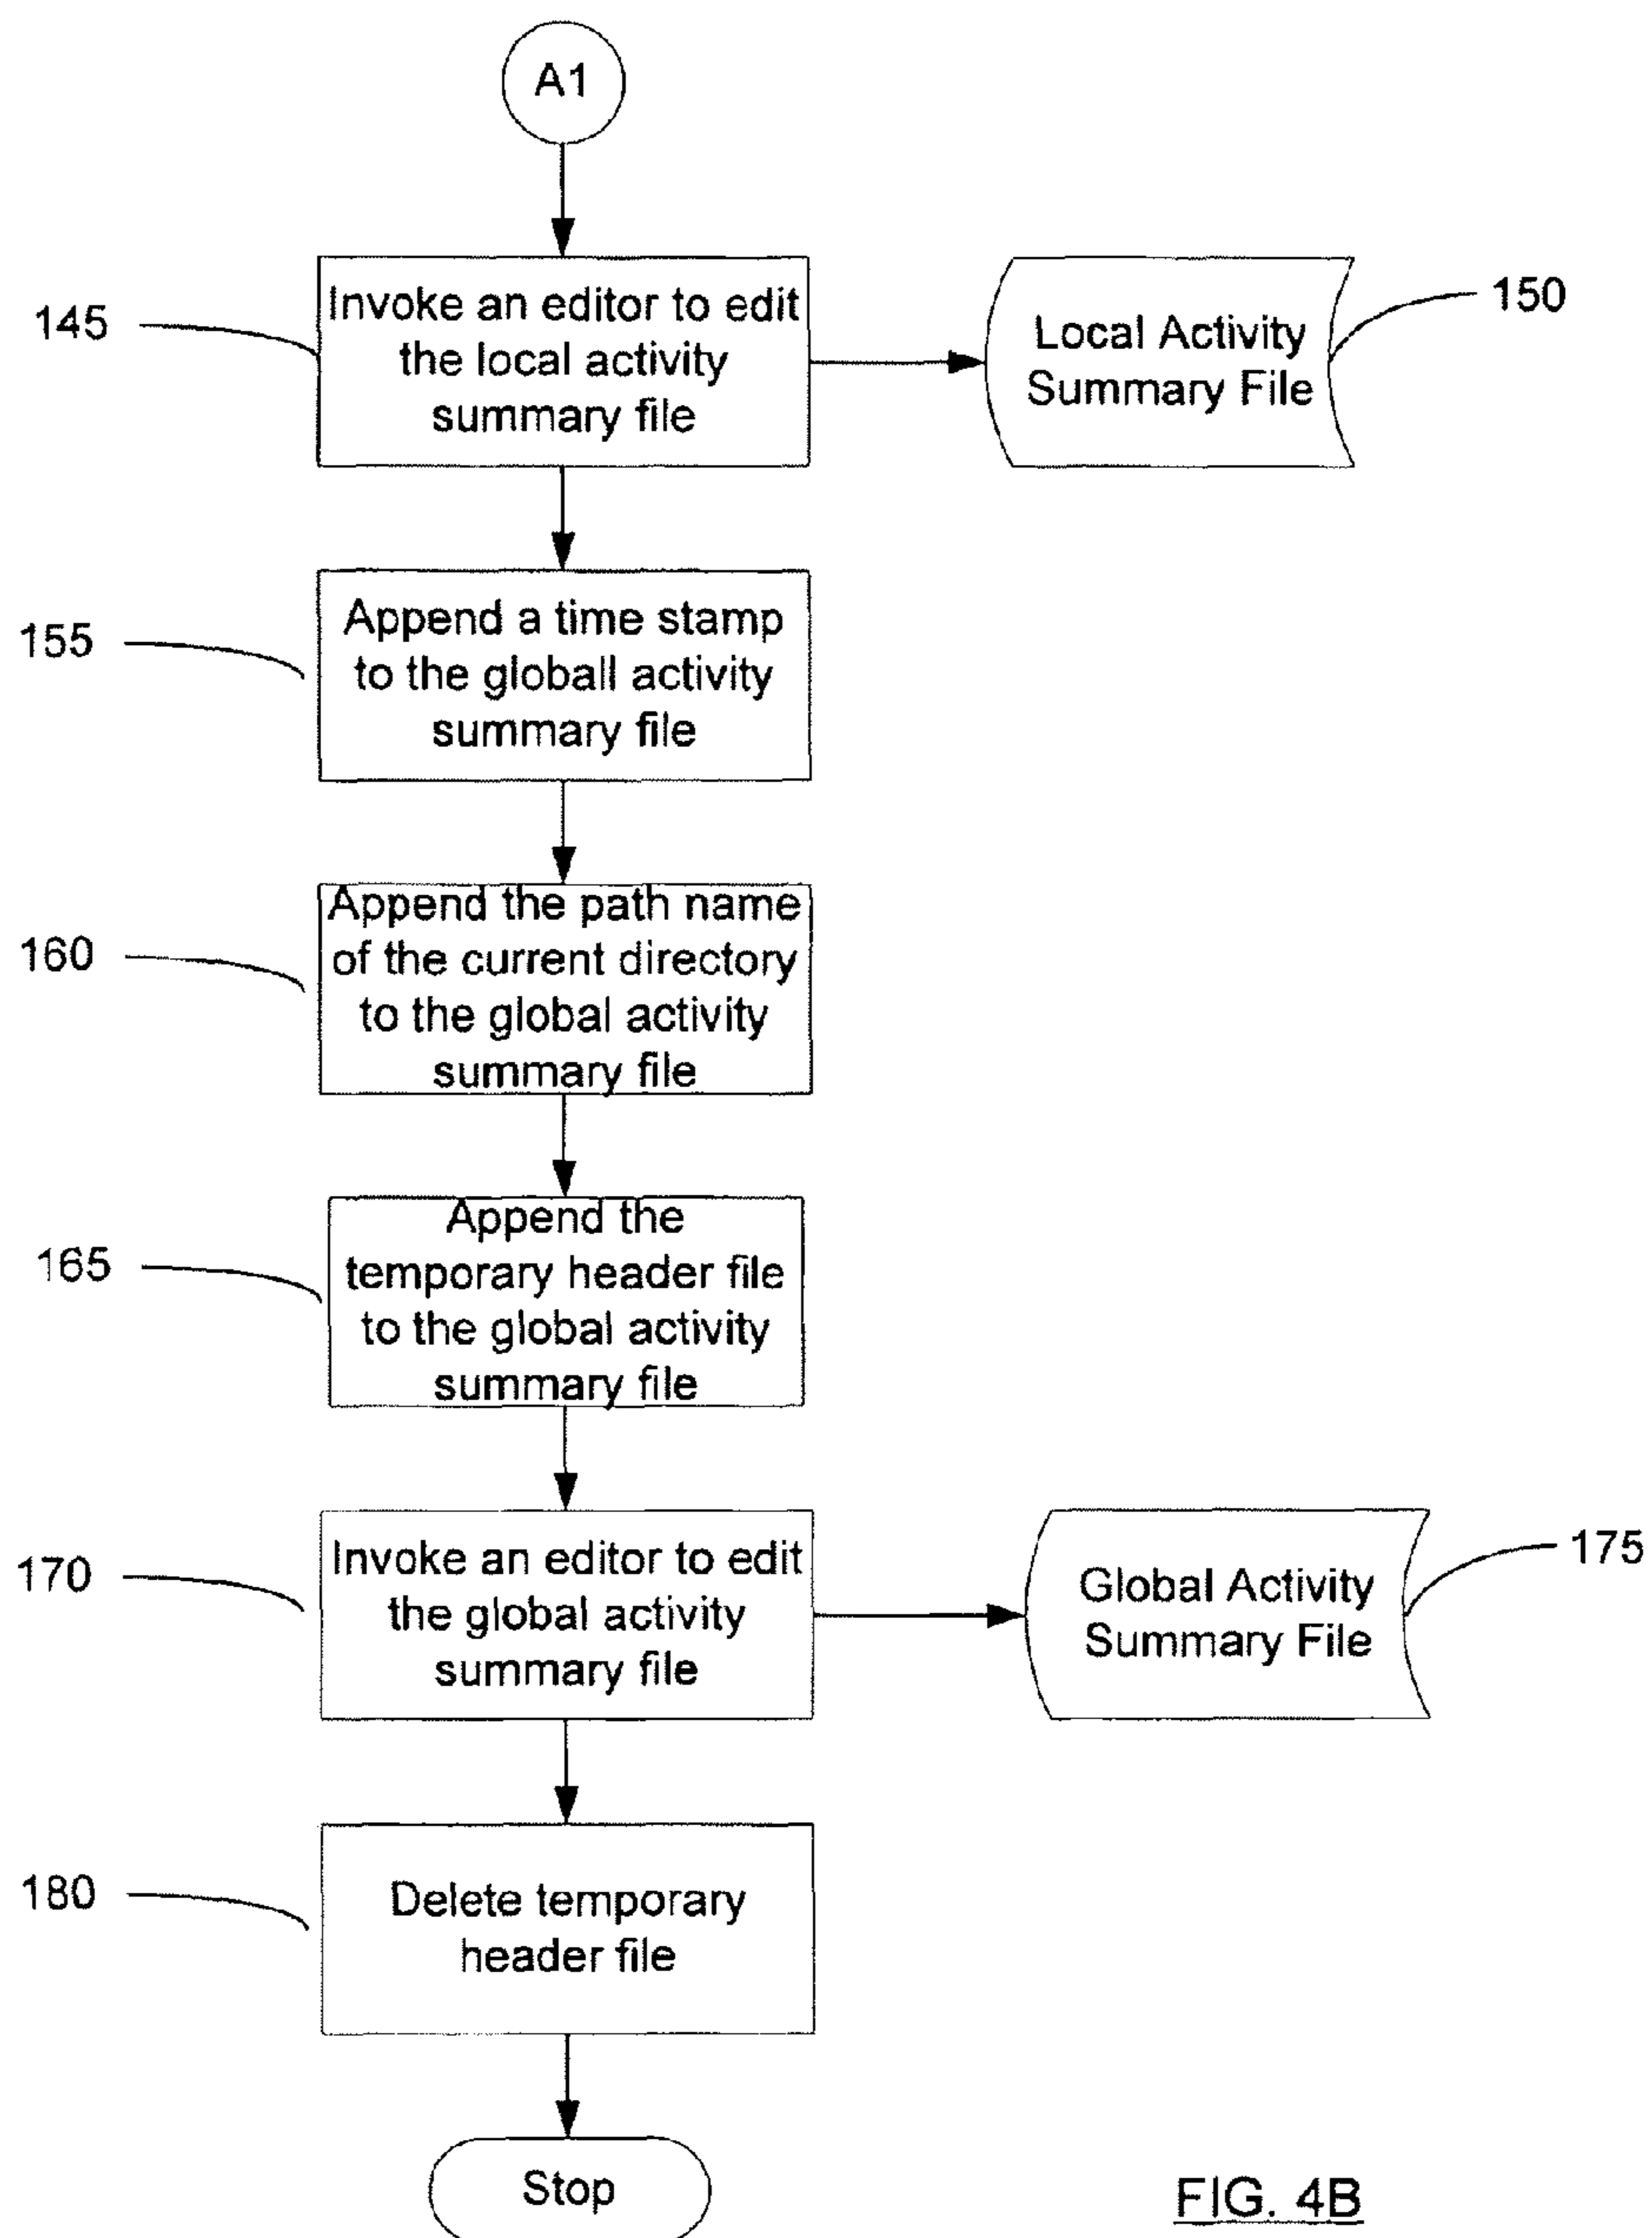 A1
145
Invoke an editor to edit
the local activity
summary file
Local Activity
Summary File
150
155
Append a time stamp
to the globall activity
summary file
160
Append the path name
of the current directory
to the global activity
summary file
165
Append the
temporary header file
to the global activity
summary file
170
Invoke an editor to edit
the global activity
summary file
Global Activity
Summary File
175
180
Delete temporary
header file
Stop
FIG. 4B